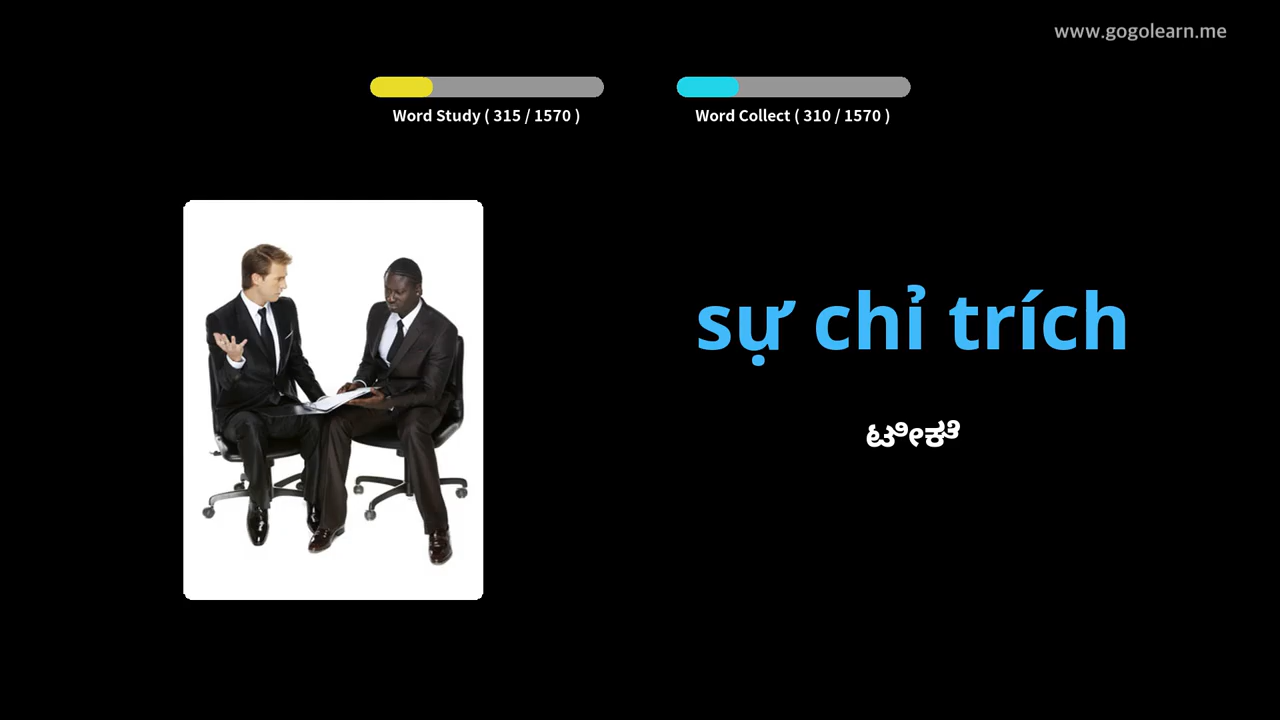 www.gogolearn.me
Word Study ( 315 / 1570 )
Word Collect ( 310 / 1570 )
sự chỉ trích
ಟೀಕೆ